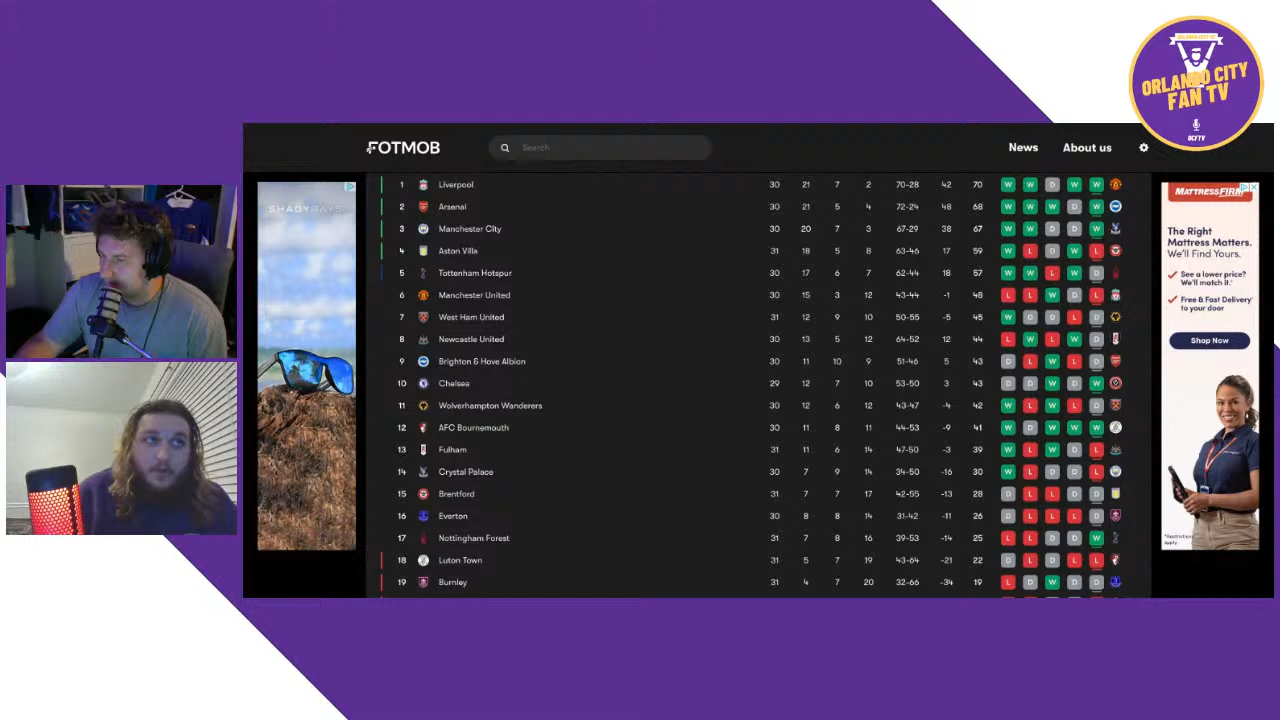 ORLANDO CITY
FAN TV
OCFTV
FOTMOB
Search
News
About us
1 Liverpool 30 21 7 2 70-28 42 70 W W D W W
2 Arsenal 30 21 5 4 72-24 48 68 W W W D W
3 Manchester City 30 20 7 3 67-29 38 67 W W D D W
4 Aston Villa 31 18 5 8 63-46 17 59 W L D W L
5 Tottenham Hotspur 30 17 6 7 62-44 18 57 W W L W D
6 Manchester United 30 15 3 12 43-44 -1 48 L L W D L
7 West Ham United 31 12 9 10 50-55 -5 45 W D D L D
8 Newcastle United 30 13 5 12 64-52 12 44 L W L W D
9 Brighton & Hove Albion 30 11 10 9 51-46 5 43 D L W L D
10 Chelsea 29 12 7 10 53-50 3 43 D D W D W
11 Wolverhampton Wanderers 30 12 6 12 43-47 -4 42 W L W L D
12 AFC Bournemouth 30 11 8 11 44-53 -9 41 W D W W W
13 Fulham 31 11 6 14 47-50 -3 39 W L W D L
14 Crystal Palace 30 7 9 14 34-50 -16 30 W L D D L
15 Brentford 31 7 7 17 42-55 -13 28 D L L D D
16 Everton 30 8 8 14 31-42 -11 26 D L L L D
17 Nottingham Forest 31 7 8 16 39-53 -14 25 L L D D W
18 Luton Town 31 5 7 19 43-64 -21 22 D L D L L
19 Burnley 31 4 7 20 32-66 -34 19 L D W D D
SHADY RAYS
MATTRESSFIRM
The Right
Mattress Matters.
We'll Find Yours.
See a lower price?
We'll match it.*
Free & Fast Delivery*
to your door
Shop Now
*Restrictions
apply.